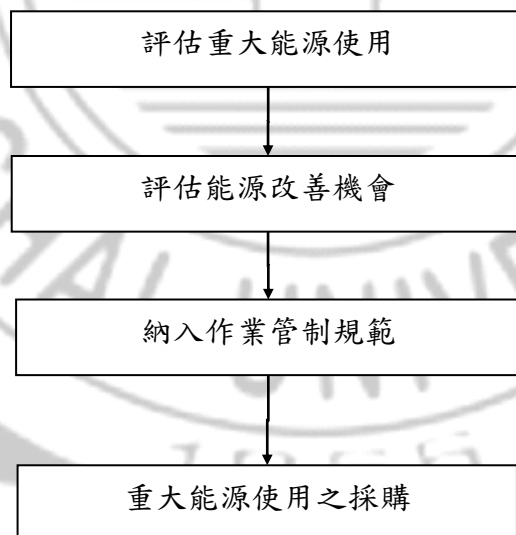 評估重大能源使用
評估能源改善機會
納入作業管制規範
重大能源使用之採購